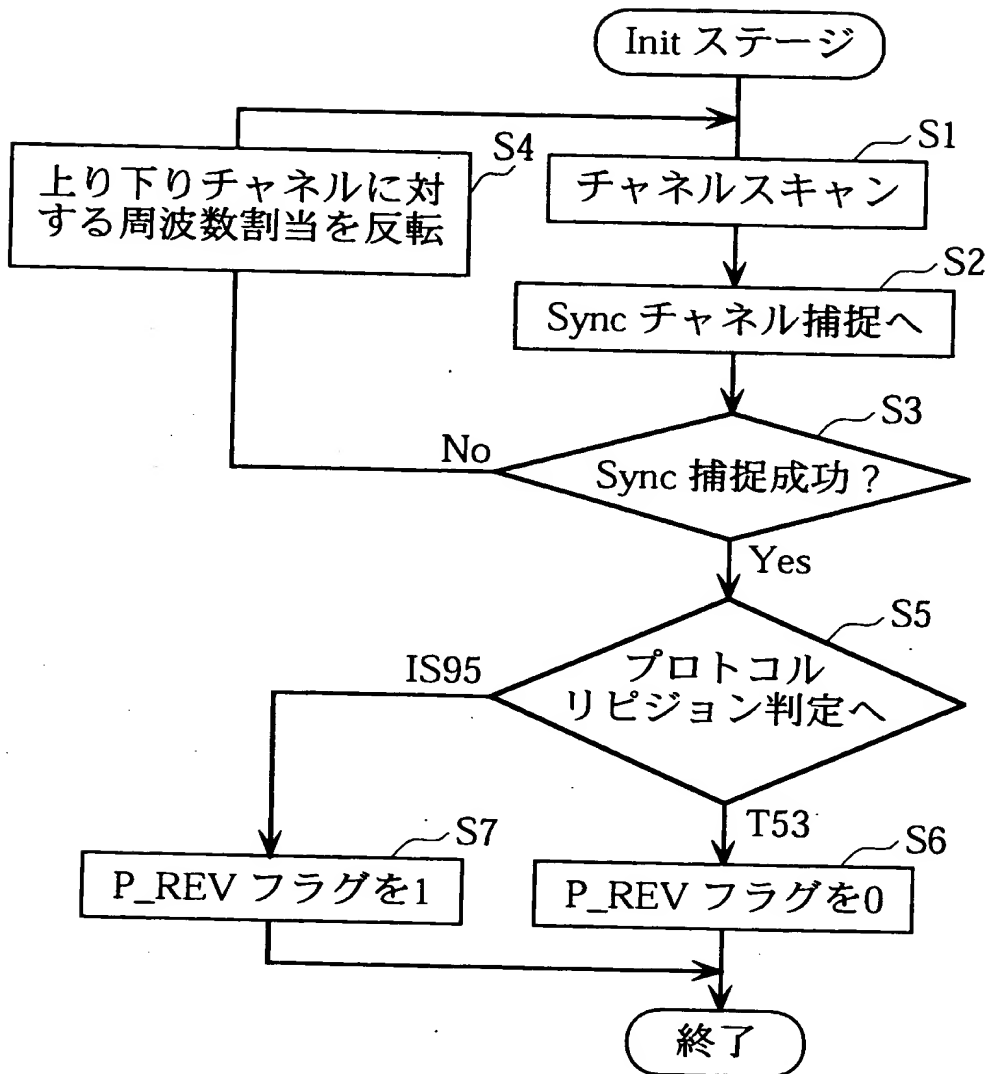 Init ステージ
S1
チャネルスキャン
S4
上り下りチャネルに対
する周波数割当を反転
S2
Sync チャネル捕捉へ
S3
Sync 捕捉成功?
No
Yes
S5
プロトコル
リピジョン判定へ
IS95
T53
S7
P_REV フラグを1
S6
P_REV フラグを0
終了